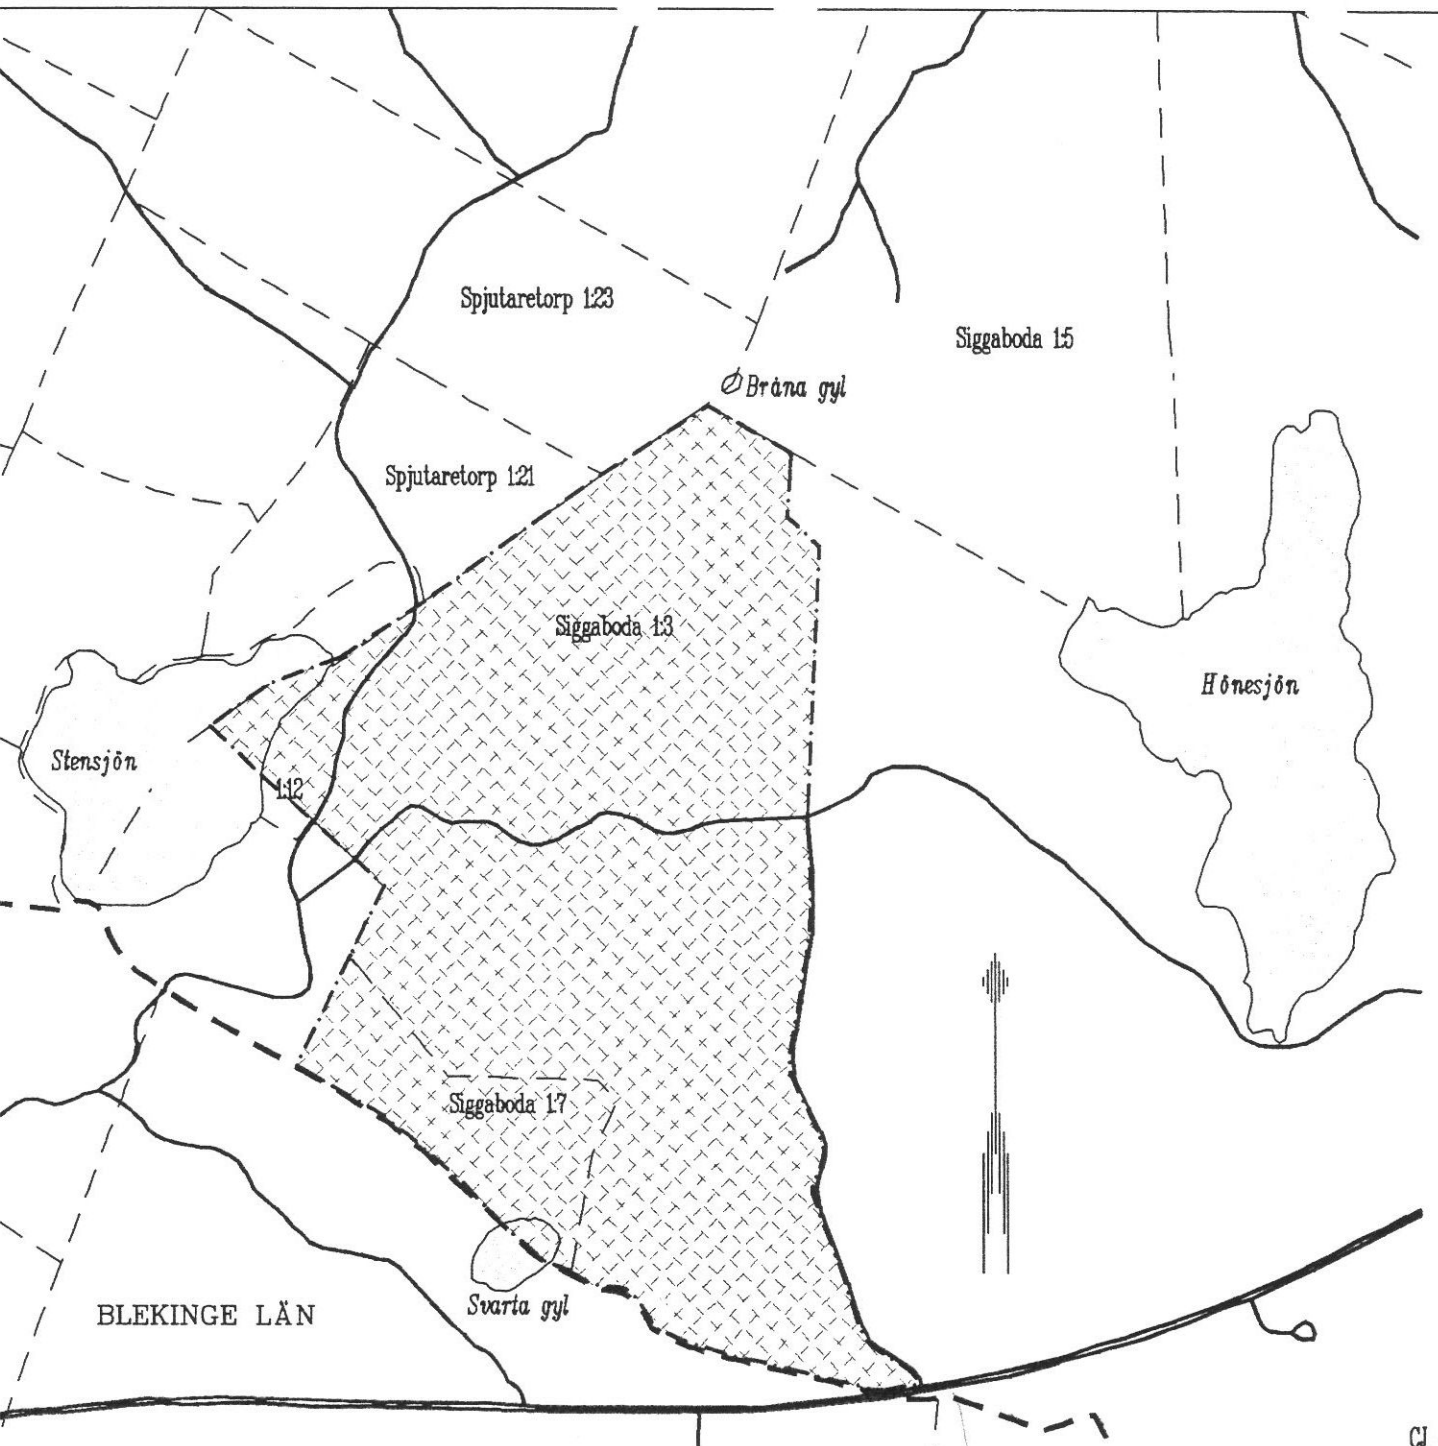 Spjutaretorp 1:23
Siggaboda 1:5
Bråna gyl
Spjutaretorp 1:21
Siggaboda 1:3
Hönesjön
Stensjön
1:12
Siggaboda 1:7
Svarta gyl
BLEKINGE LÄN
CJ